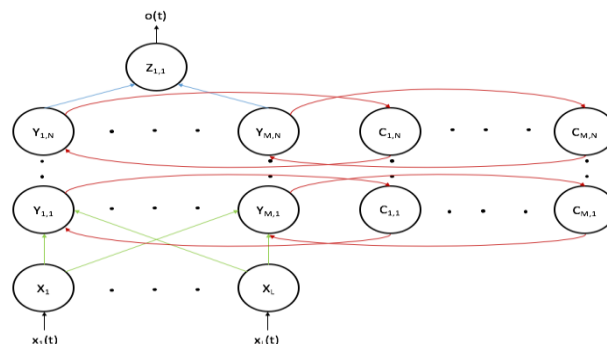 o(t)
Z1,1
Y1,N YM,N C1,N CM,N
Y1,1 YM,1 C1,1 CM,1
X1 XL
x1(t) xL(t)